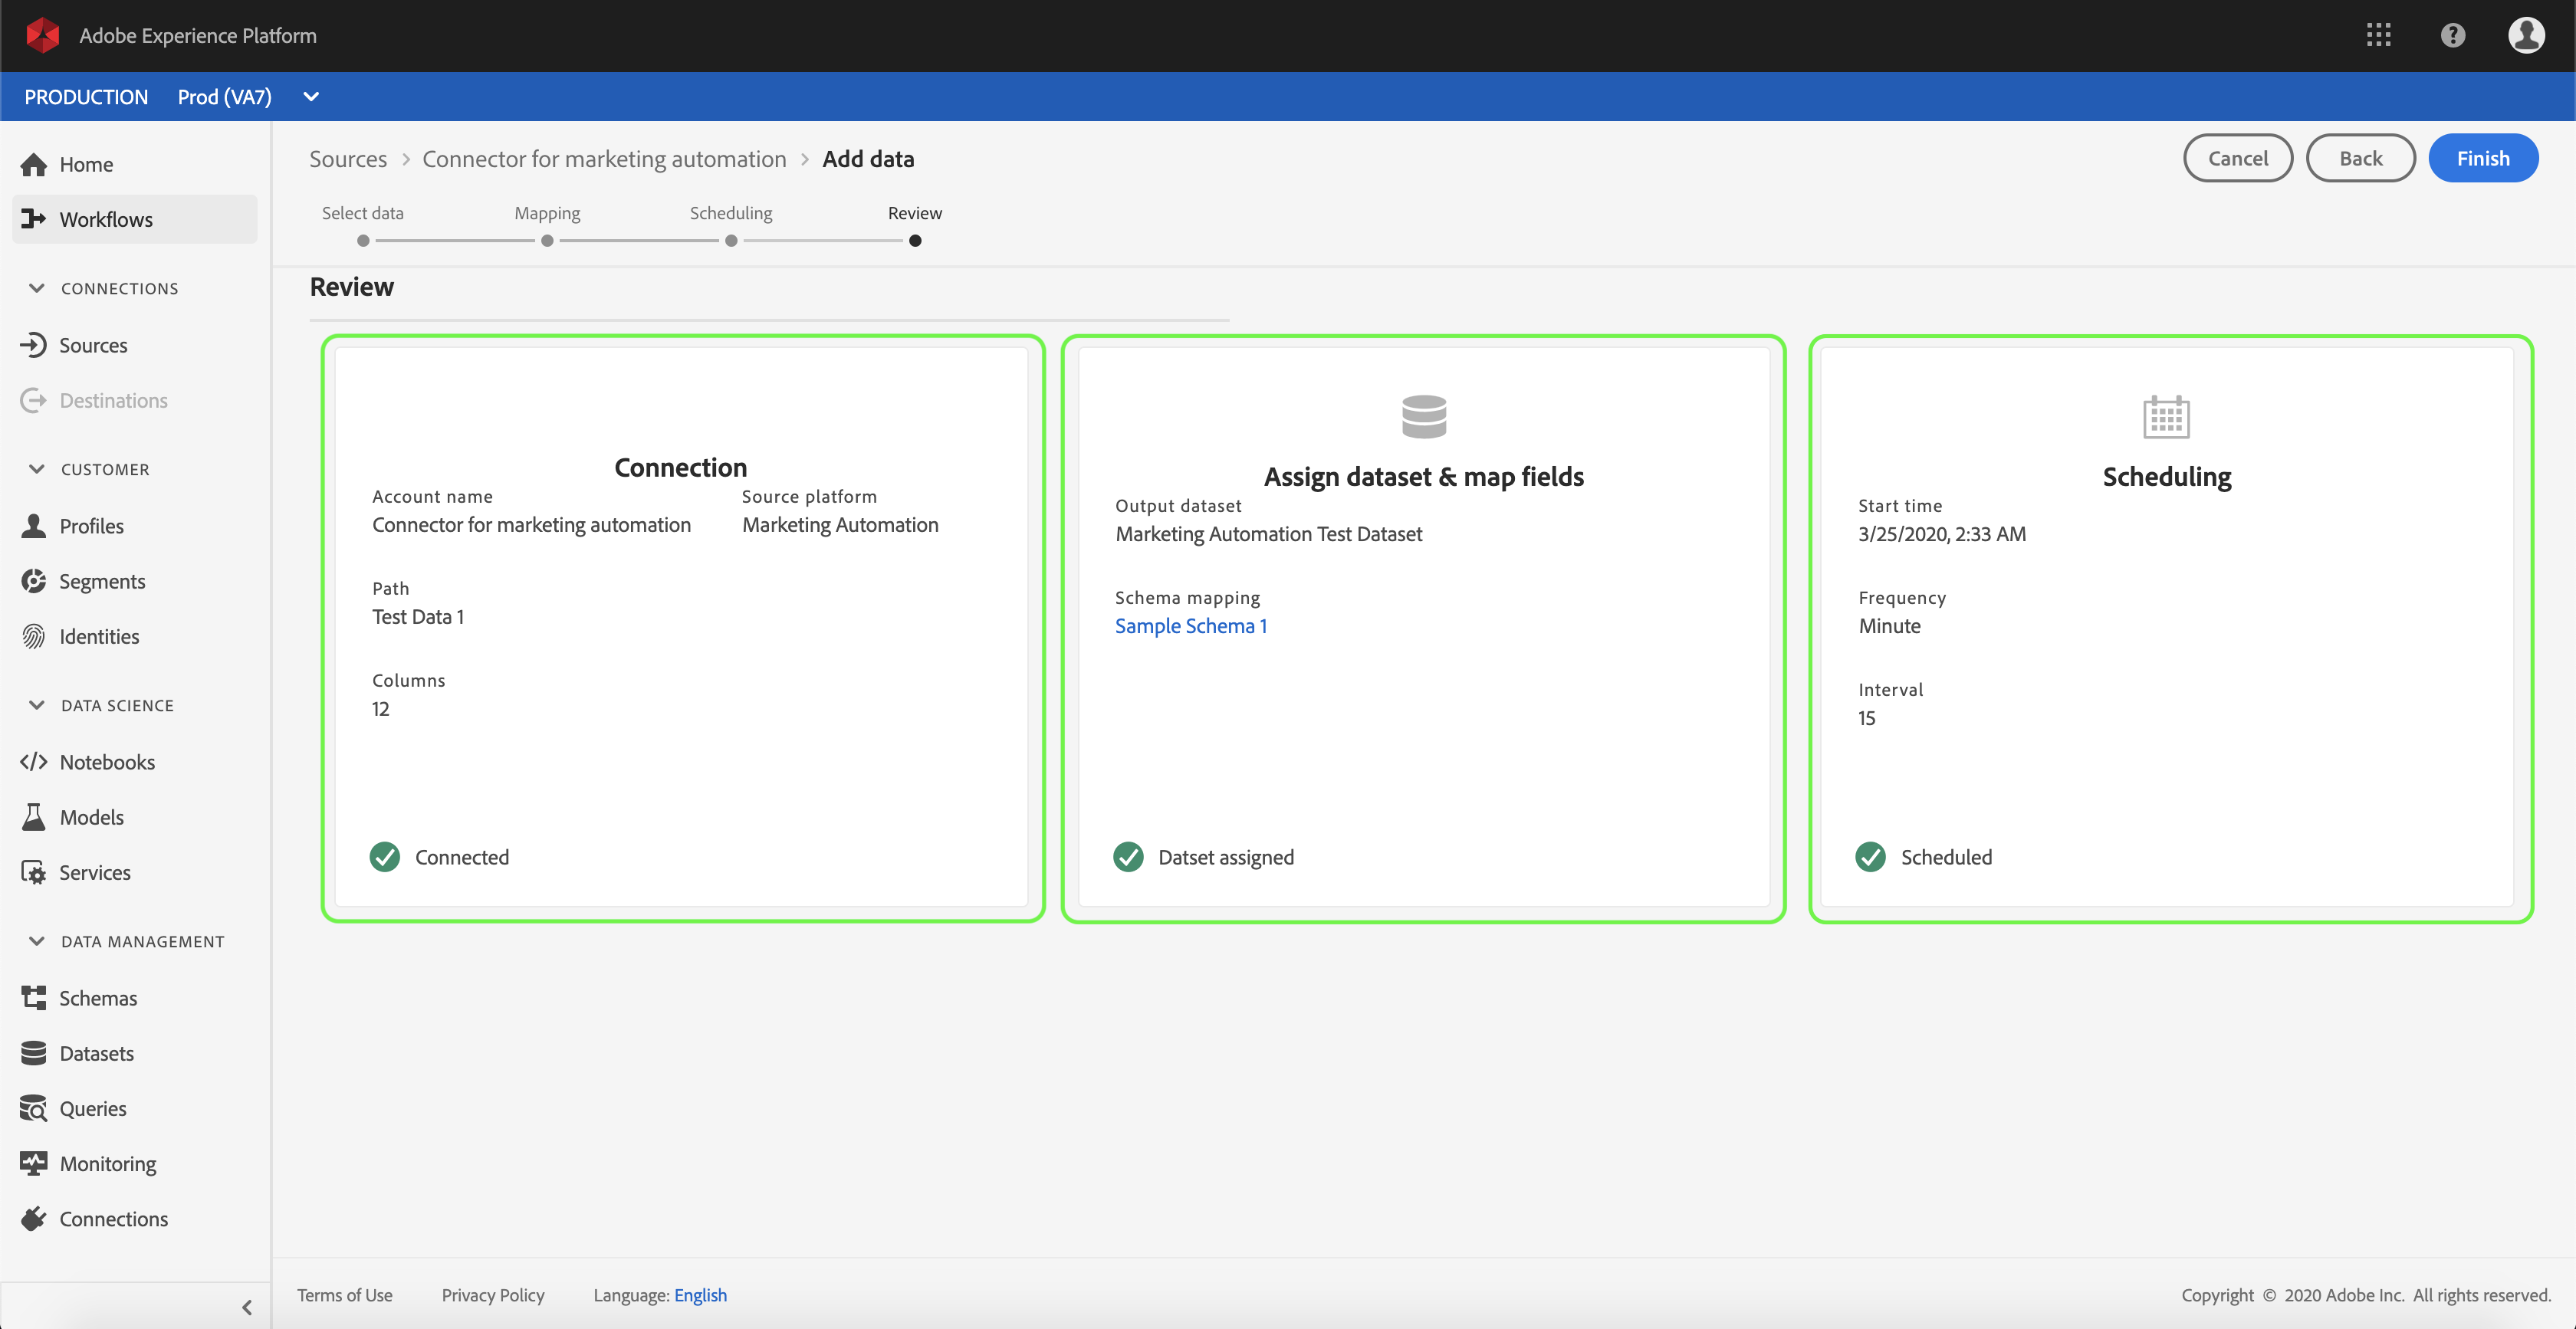 Adobe Experience Platform
PRODUCTION Prod (VA7)
Home
Workflows
CONNECTIONS
Sources
Destinations
CUSTOMER
Profiles
Segments
Identities
DATA SCIENCE
Notebooks
Models
Services
DATA MANAGEMENT
Schemas
Datasets
Queries
Monitoring
Connections
Sources > Connector for marketing automation > Add data
Cancel Back Finish
Select data Mapping Scheduling Review
Review
Connection
Account name Source platform
Connector for marketing automation Marketing Automation
Path
Test Data 1
Columns
12
Connected
Assign dataset & map fields
Output dataset
Marketing Automation Test Dataset
Schema mapping
Sample Schema 1
Datset assigned
Scheduling
Start time
3/25/2020, 2:33 AM
Frequency
Minute
Interval
15
Scheduled
Terms of Use Privacy Policy Language: English Copyright © 2020 Adobe Inc. All rights reserved.